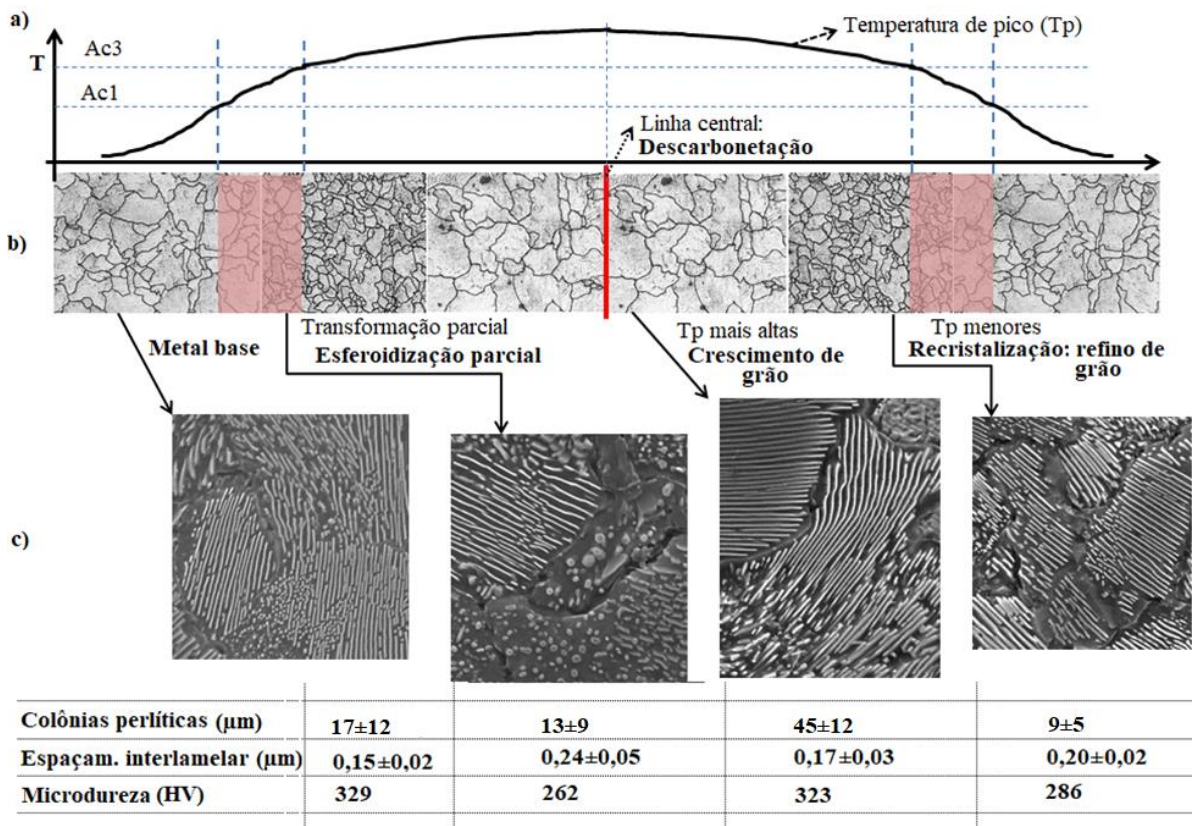 a)
Temperatura de pico (Tp)
Ac3
T
Ac1
Linha central:
Descarbonetação
b)
Transformação parcial
Esferoidização parcial
Metal base
Tp mais altas
Crescimento de
grão
Tp menores
Recristalização: refino de
grão
c)
Colônias perlíticas (µm) 17±12 13±9 45±12 9±5
Espaçam. interlamelar (µm) 0,15±0,02 0,24±0,05 0,17±0,03 0,20±0,02
Microdureza (HV) 329 262 323 286